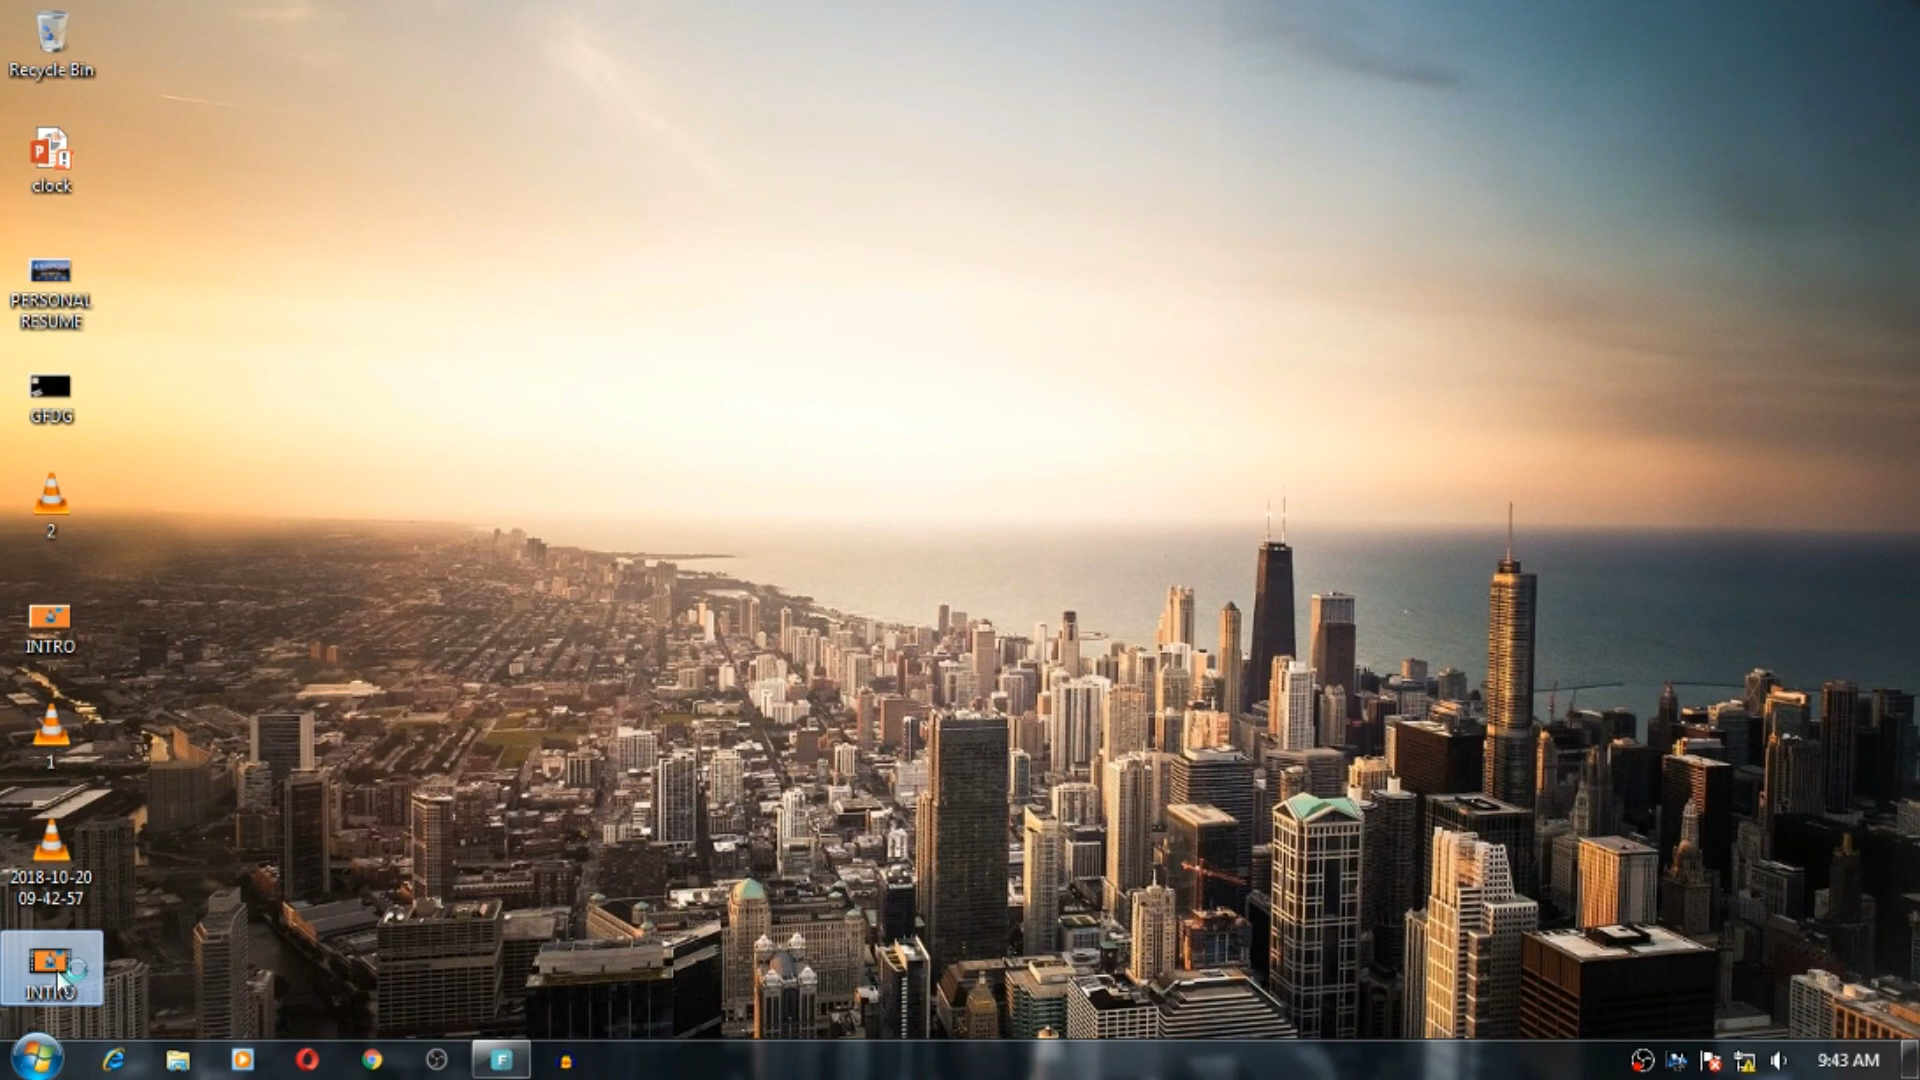 Recycle Bin
clock
PERSONAL
RESUME
GFDG
2
INTRO
1
2018-10-20
09-42-57
INTRO
9:43 AM